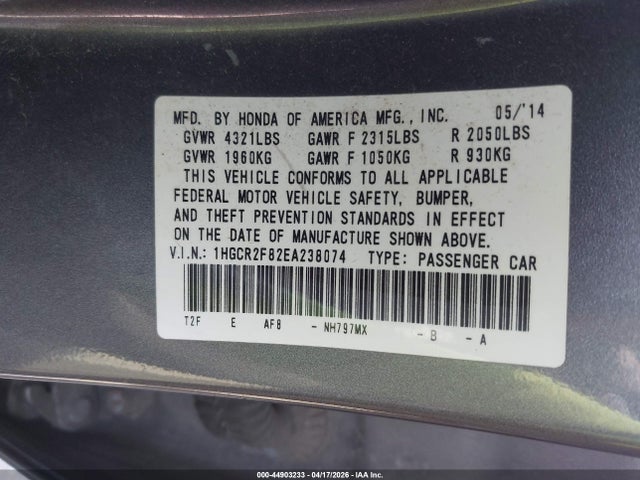 MFD. BY HONDA OF AMERICA MFG., INC. 05/'14
GVWR 4321LBS GAWR F 2315LBS R 2050LBS
GVWR 1960KG GAWR F 1050KG R 930KG
THIS VEHICLE CONFORMS TO ALL APPLICABLE
FEDERAL MOTOR VEHICLE SAFETY, BUMPER,
AND THEFT PREVENTION STANDARDS IN EFFECT
ON THE DATE OF MANUFACTURE SHOWN ABOVE.
V.I.N.: 1HGCR2F82EA238074 TYPE: PASSENGER CAR
T2F E AF8 - NH797MX - B - A
000-44903233 - 04/17/2026 - IAA Inc.